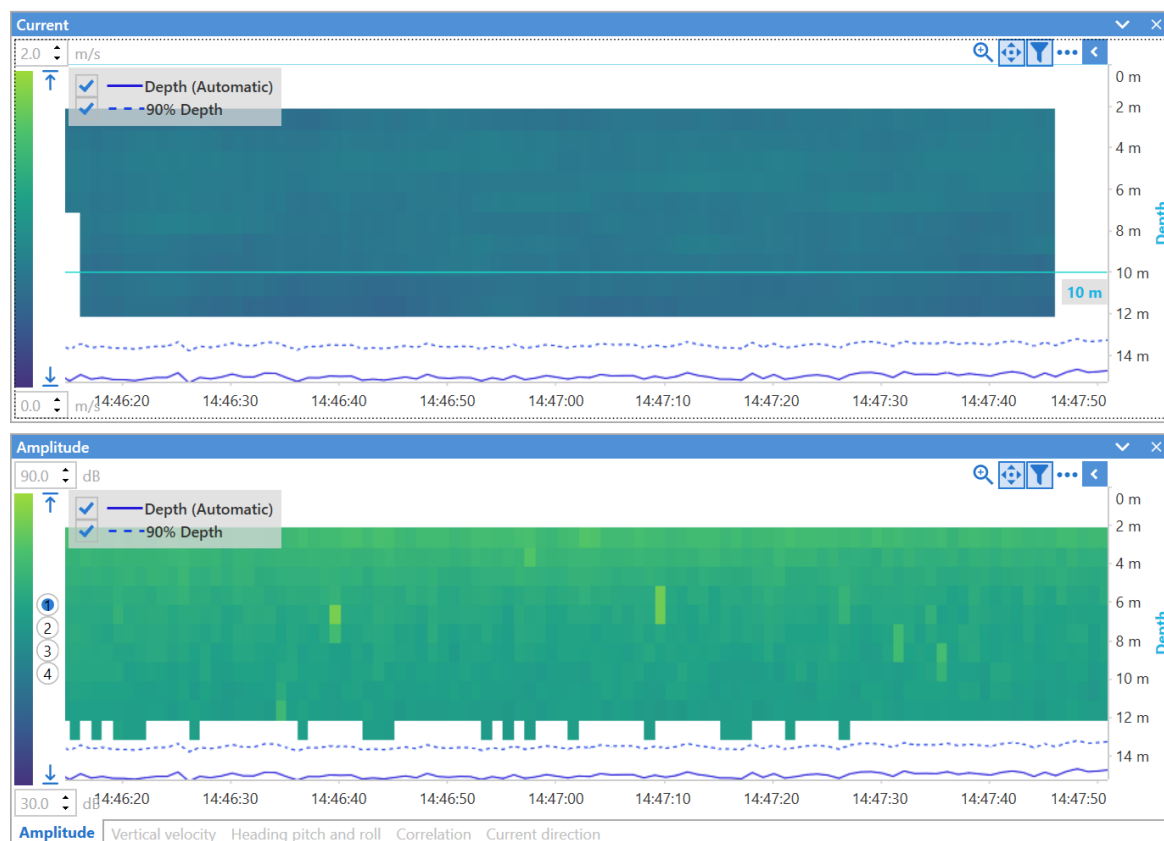 Current
2.0 m/s
Depth (Automatic)
90% Depth
0 m
2 m
4 m
6 m
8 m
10 m
12 m
14 m
Depth
10 m
0.0 m/s
14:46:20 14:46:30 14:46:40 14:46:50 14:47:00 14:47:10 14:47:20 14:47:30 14:47:40 14:47:50
Amplitude
90.0 dB
Depth (Automatic)
90% Depth
0 m
2 m
4 m
6 m
8 m
10 m
12 m
14 m
Depth
1
2
3
4
30.0 dB
14:46:20 14:46:30 14:46:40 14:46:50 14:47:00 14:47:10 14:47:20 14:47:30 14:47:40 14:47:50
Amplitude Vertical velocity Heading pitch and roll Correlation Current direction